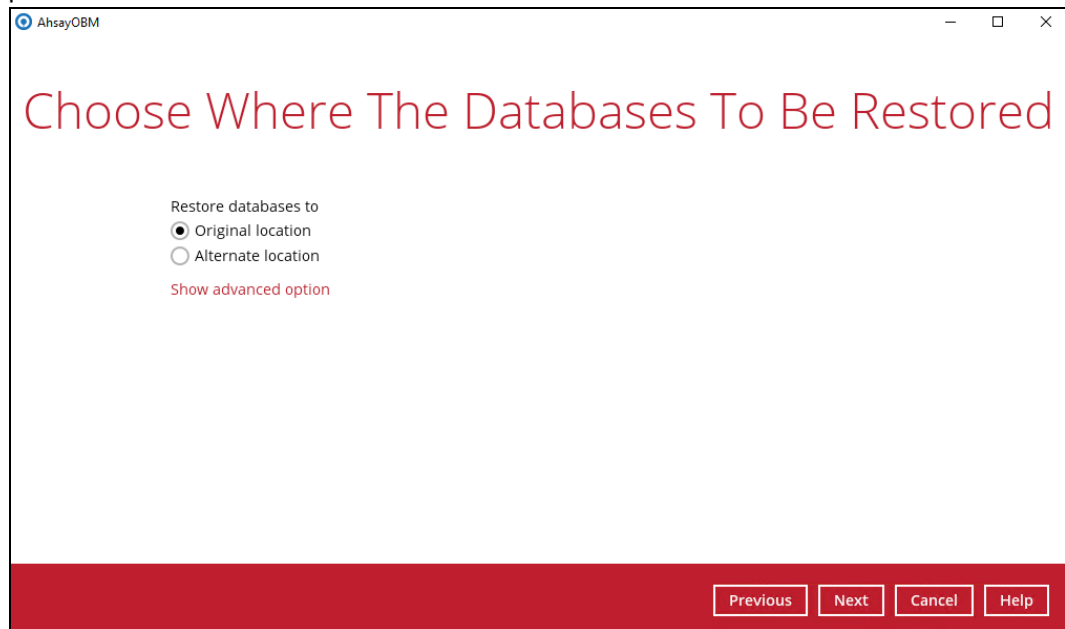 AhsayOBM
Choose Where The Databases To Be Restored
Restore databases to
Original location
Alternate location
Show advanced option
Previous Next Cancel Help